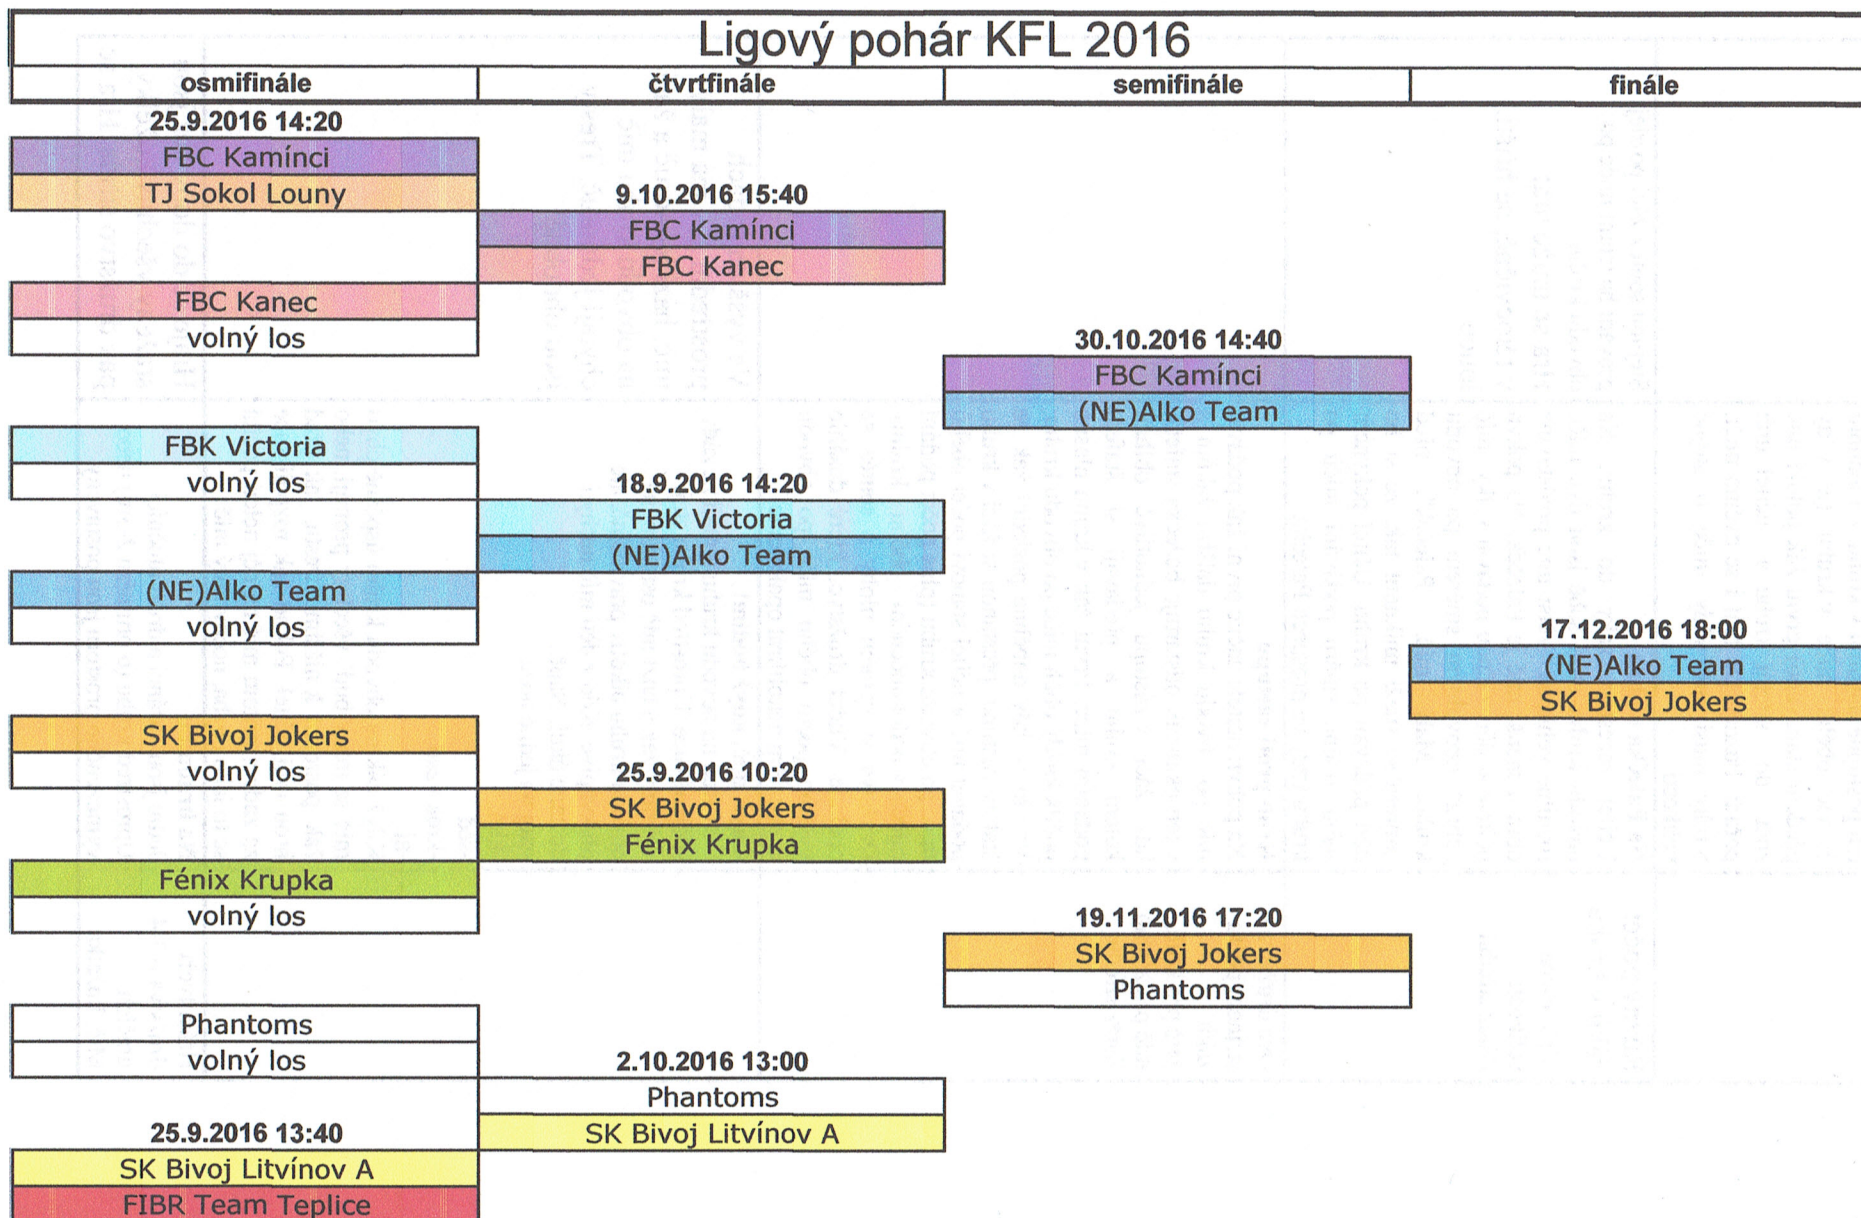 Ligový pohár KFL 2016
osmifinále
čtvrtfinále
semifinále
finále
25.9.2016 14:20
FBC Kamínci
TJ Sokol Louny
FBC Kanec
volný los
FBK Victoria
volný los
(NE)Alko Team
volný los
SK Bivoj Jokers
volný los
Fénix Krupka
volný los
Phantoms
volný los
25.9.2016 13:40
SK Bivoj Litvínov A
FIBR Team Teplice
9.10.2016 15:40
FBC Kamínci
FBC Kanec
18.9.2016 14:20
FBK Victoria
(NE)Alko Team
25.9.2016 10:20
SK Bivoj Jokers
Fénix Krupka
2.10.2016 13:00
Phantoms
SK Bivoj Litvínov A
30.10.2016 14:40
FBC Kamínci
(NE)Alko Team
19.11.2016 17:20
SK Bivoj Jokers
Phantoms
17.12.2016 18:00
(NE)Alko Team
SK Bivoj Jokers